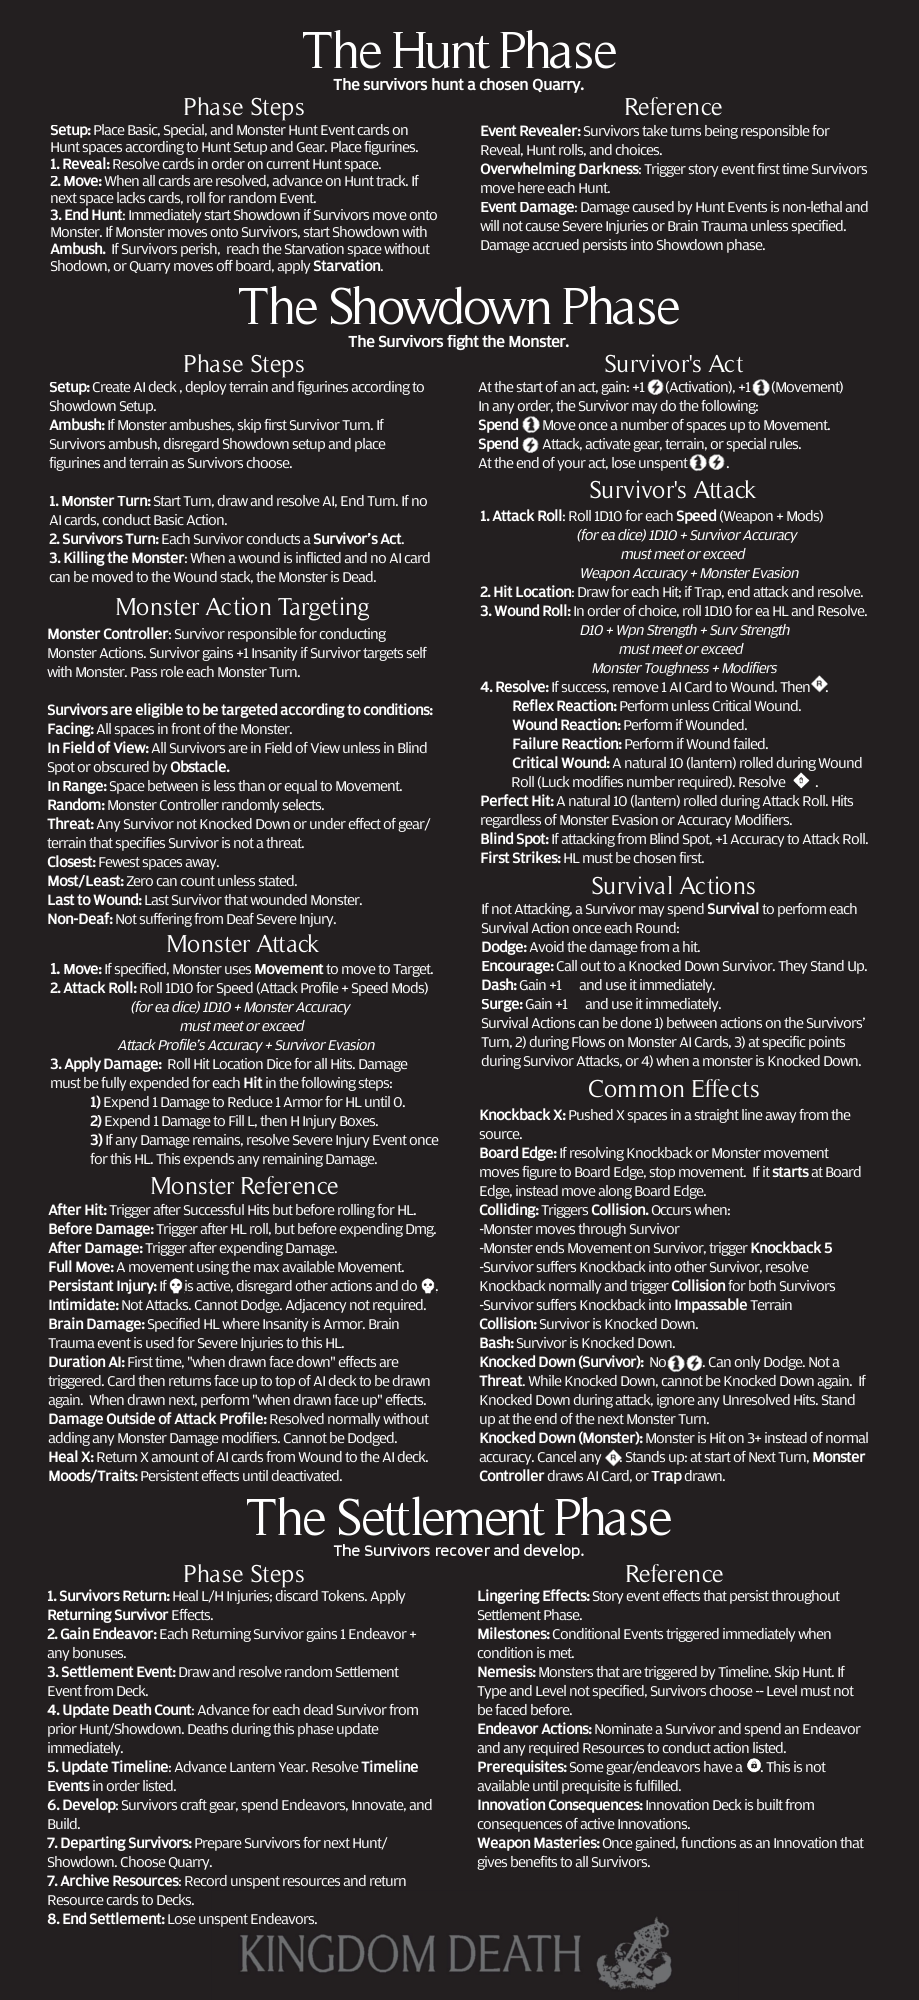 The Hunt Phase
The survivors hunt a chosen Quarry.
Phase Steps
Setup: Place Basic, Special, and Monster Hunt Event cards on
Hunt spaces according to Hunt Setup and Gear. Place figurines.
1. Reveal: Resolve cards in order on current Hunt space.
2. Move: When all cards are resolved, advance on Hunt track. If
next space lacks cards, roll for random Event.
3. End Hunt: Immediately start Showdown if Survivors move onto
Monster. If Monster moves onto Survivors, start Showdown with
Ambush. If Survivors perish, reach the Starvation space without
Shodown, or Quarry moves off board, apply Starvation.
Reference
Event Revealer: Survivors take turns being responsible for
Reveal, Hunt rolls, and choices.
Overwhelming Darkness: Trigger story event first time Survivors
move here each Hunt.
Event Damage: Damage caused by Hunt Events is non-lethal and
will not cause Severe Injuries or Brain Trauma unless specified.
Damage accrued persists into Showdown phase.
The Showdown Phase
The Survivors fight the Monster.
Phase Steps
Setup: Create AI deck , deploy terrain and figurines according to
Showdown Setup.
Ambush: If Monster ambushes, skip first Survivor Turn. If
Survivors ambush, disregard Showdown setup and place
figurines and terrain as Survivors choose.
1. Monster Turn: Start Turn, draw and resolve AI, End Turn. If no
AI cards, conduct Basic Action.
2. Survivors Turn: Each Survivor conducts a Survivor's Act.
3. Killing the Monster: When a wound is inflicted and no AI card
can be moved to the Wound stack, the Monster is Dead.
Monster Action Targeting
Monster Controller: Survivor responsible for conducting
Monster Actions. Survivor gains +1 Insanity if Survivor targets self
with Monster. Pass role each Monster Turn.
Survivors are eligible to be targeted according to conditions:
Facing: All spaces in front of the Monster.
In Field of View: All Survivors are in Field of View unless in Blind
Spot or obscured by Obstacle.
In Range: Space between is less than or equal to Movement.
Random: Monster Controller randomly selects.
Threat: Any Survivor not Knocked Down or under effect of gear/
terrain that specifies Survivor is not a threat.
Closest: Fewest spaces away.
Most/Least: Zero can count unless stated.
Last to Wound: Last Survivor that wounded Monster.
Non-Deaf: Not suffering from Deaf Severe Injury.
Monster Attack
1. Move: If specified, Monster uses Movement to move to Target.
2. Attack Roll: Roll 1D10 for Speed (Attack Profile + Speed Mods)
(for ea dice) 1D10 + Monster Accuracy
must meet or exceed
Attack Profile's Accuracy + Survivor Evasion
3. Apply Damage: Roll Hit Location Dice for all Hits. Damage
must be fully expended for each Hit in the following steps:
1) Expend 1 Damage to Reduce 1 Armor for HL until 0.
2) Expend 1 Damage to Fill L, then H Injury Boxes.
3) If any Damage remains, resolve Severe Injury Event once
for this HL. This expends any remaining Damage.
Monster Reference
After Hit: Trigger after Successful Hits but before rolling for HL.
Before Damage: Trigger after HL roll, but before expending Dmg.
After Damage: Trigger after expending Damage.
Full Move: A movement using the max available Movement.
Persistant Injury: If is active, disregard other actions and do .
Intimidate: Not Attacks. Cannot Dodge. Adjacency not required.
Brain Damage: Specified HL where Insanity is Armor. Brain
Trauma event is used for Severe Injuries to this HL.
Duration AI: First time, "when drawn face down" effects are
triggered. Card then returns face up to top of AI deck to be drawn
again. When drawn next, perform "when drawn face up" effects.
Damage Outside of Attack Profile: Resolved normally without
adding any Monster Damage modifiers. Cannot be Dodged.
Heal X: Return X amount of AI cards from Wound to the AI deck.
Moods/Traits: Persistent effects until deactivated.
Survivor's Act
At the start of an act, gain: +1 (Activation), +1 (Movement)
In any order, the Survivor may do the following:
Spend Move once a number of spaces up to Movement.
Spend Attack, activate gear, terrain, or special rules.
At the end of your act, lose unspent .
Survivor's Attack
1. Attack Roll: Roll 1D10 for each Speed (Weapon + Mods)
(for ea dice) 1D10 + Survivor Accuracy
must meet or exceed
Weapon Accuracy + Monster Evasion
2. Hit Location: Draw for each Hit; if Trap, end attack and resolve.
3. Wound Roll: In order of choice, roll 1D10 for ea HL and Resolve.
D10 + Wpn Strength + Surv Strength
must meet or exceed
Monster Toughness + Modifiers
4. Resolve: If success, remove 1 AI Card to Wound. Then R.
Reflex Reaction: Perform unless Critical Wound.
Wound Reaction: Perform if Wounded.
Failure Reaction: Perform if Wound failed.
Critical Wound: A natural 10 (lantern) rolled during Wound
Roll (Luck modifies number required). Resolve .
Perfect Hit: A natural 10 (lantern) rolled during Attack Roll. Hits
regardless of Monster Evasion or Accuracy Modifiers.
Blind Spot: If attacking from Blind Spot, +1 Accuracy to Attack Roll.
First Strikes: HL must be chosen first.
Survival Actions
If not Attacking, a Survivor may spend Survival to perform each
Survival Action once each Round:
Dodge: Avoid the damage from a hit.
Encourage: Call out to a Knocked Down Survivor. They Stand Up.
Dash: Gain +1 and use it immediately.
Surge: Gain +1 and use it immediately.
Survival Actions can be done 1) between actions on the Survivors'
Turn, 2) during Flows on Monster AI Cards, 3) at specific points
during Survivor Attacks, or 4) when a monster is Knocked Down.
Common Effects
Knockback X: Pushed X spaces in a straight line away from the
source.
Board Edge: If resolving Knockback or Monster movement
moves figure to Board Edge, stop movement. If it starts at Board
Edge, instead move along Board Edge.
Colliding: Triggers Collision. Occurs when:
-Monster moves through Survivor
-Monster ends Movement on Survivor, trigger Knockback 5
-Survivor suffers Knockback into other Survivor, resolve
Knockback normally and trigger Collision for both Survivors
-Survivor suffers Knockback into Impassable Terrain
Collision: Survivor is Knocked Down.
Bash: Survivor is Knocked Down.
Knocked Down (Survivor): No . Can only Dodge. Not a
Threat. While Knocked Down, cannot be Knocked Down again. If
Knocked Down during attack, ignore any Unresolved Hits. Stand
up at the end of the next Monster Turn.
Knocked Down (Monster): Monster is Hit on 3+ instead of normal
accuracy. Cancel any R. Stands up: at start of Next Turn, Monster
Controller draws AI Card, or Trap drawn.
The Settlement Phase
The Survivors recover and develop.
Phase Steps
1. Survivors Return: Heal L/H Injuries; discard Tokens. Apply
Returning Survivor Effects.
2. Gain Endeavor: Each Returning Survivor gains 1 Endeavor +
any bonuses.
3. Settlement Event: Draw and resolve random Settlement
Event from Deck.
4. Update Death Count: Advance for each dead Survivor from
prior Hunt/Showdown. Deaths during this phase update
immediately.
5. Update Timeline: Advance Lantern Year. Resolve Timeline
Events in order listed.
6. Develop: Survivors craft gear, spend Endeavors, Innovate, and
Build.
7. Departing Survivors: Prepare Survivors for next Hunt/
Showdown. Choose Quarry.
7. Archive Resources: Record unspent resources and return
Resource cards to Decks.
8. End Settlement: Lose unspent Endeavors.
Reference
Lingering Effects: Story event effects that persist throughout
Settlement Phase.
Milestones: Conditional Events triggered immediately when
condition is met.
Nemesis: Monsters that are triggered by Timeline. Skip Hunt. If
Type and Level not specified, Survivors choose -- Level must not
be faced before.
Endeavor Actions: Nominate a Survivor and spend an Endeavor
and any required Resources to conduct action listed.
Prerequisites: Some gear/endeavors have a . This is not
available until prequisite is fulfilled.
Innovation Consequences: Innovation Deck is built from
consequences of active Innovations.
Weapon Masteries: Once gained, functions as an Innovation that
gives benefits to all Survivors.
KINGDOM DEATH